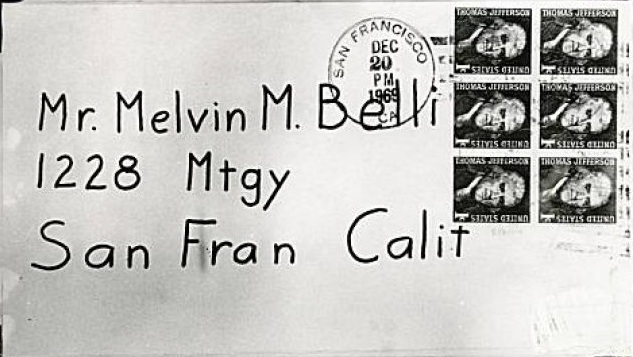 SAN FRANCISCO
DEC
20
PM
1969
CA
THOMAS JEFFERSON THOMAS JEFFERSON
UNITED STATES UNITED STATES
THOMAS JEFFERSON THOMAS JEFFERSON
UNITED STATES UNITED STATES
THOMAS JEFFERSON THOMAS JEFFERSON
UNITED STATES UNITED STATES
Mr. Melvin M. Belli
1228 Mtgy
San Fran Calif